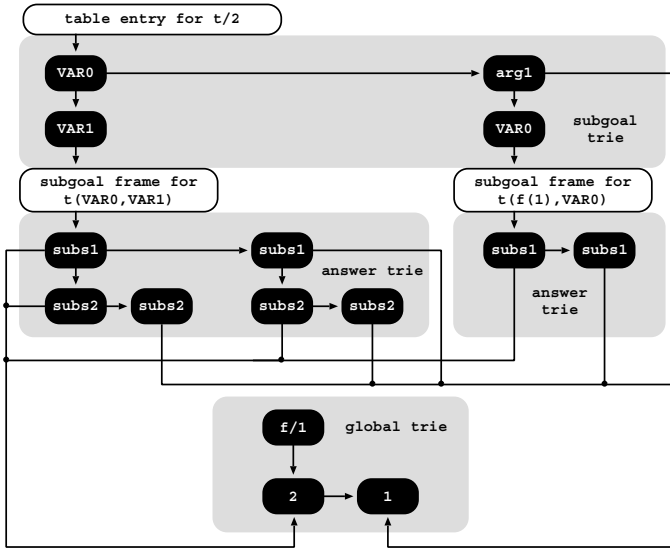 table entry for t/2
VAR0
arg1
VAR1
VAR0
subgoal
trie
subgoal frame for
t(VAR0,VAR1)
subgoal frame for
t(f(1),VAR0)
subs1
subs1
subs1
subs1
answer trie
subs2
subs2
subs2
subs2
answer
trie
f/1
global trie
2
1